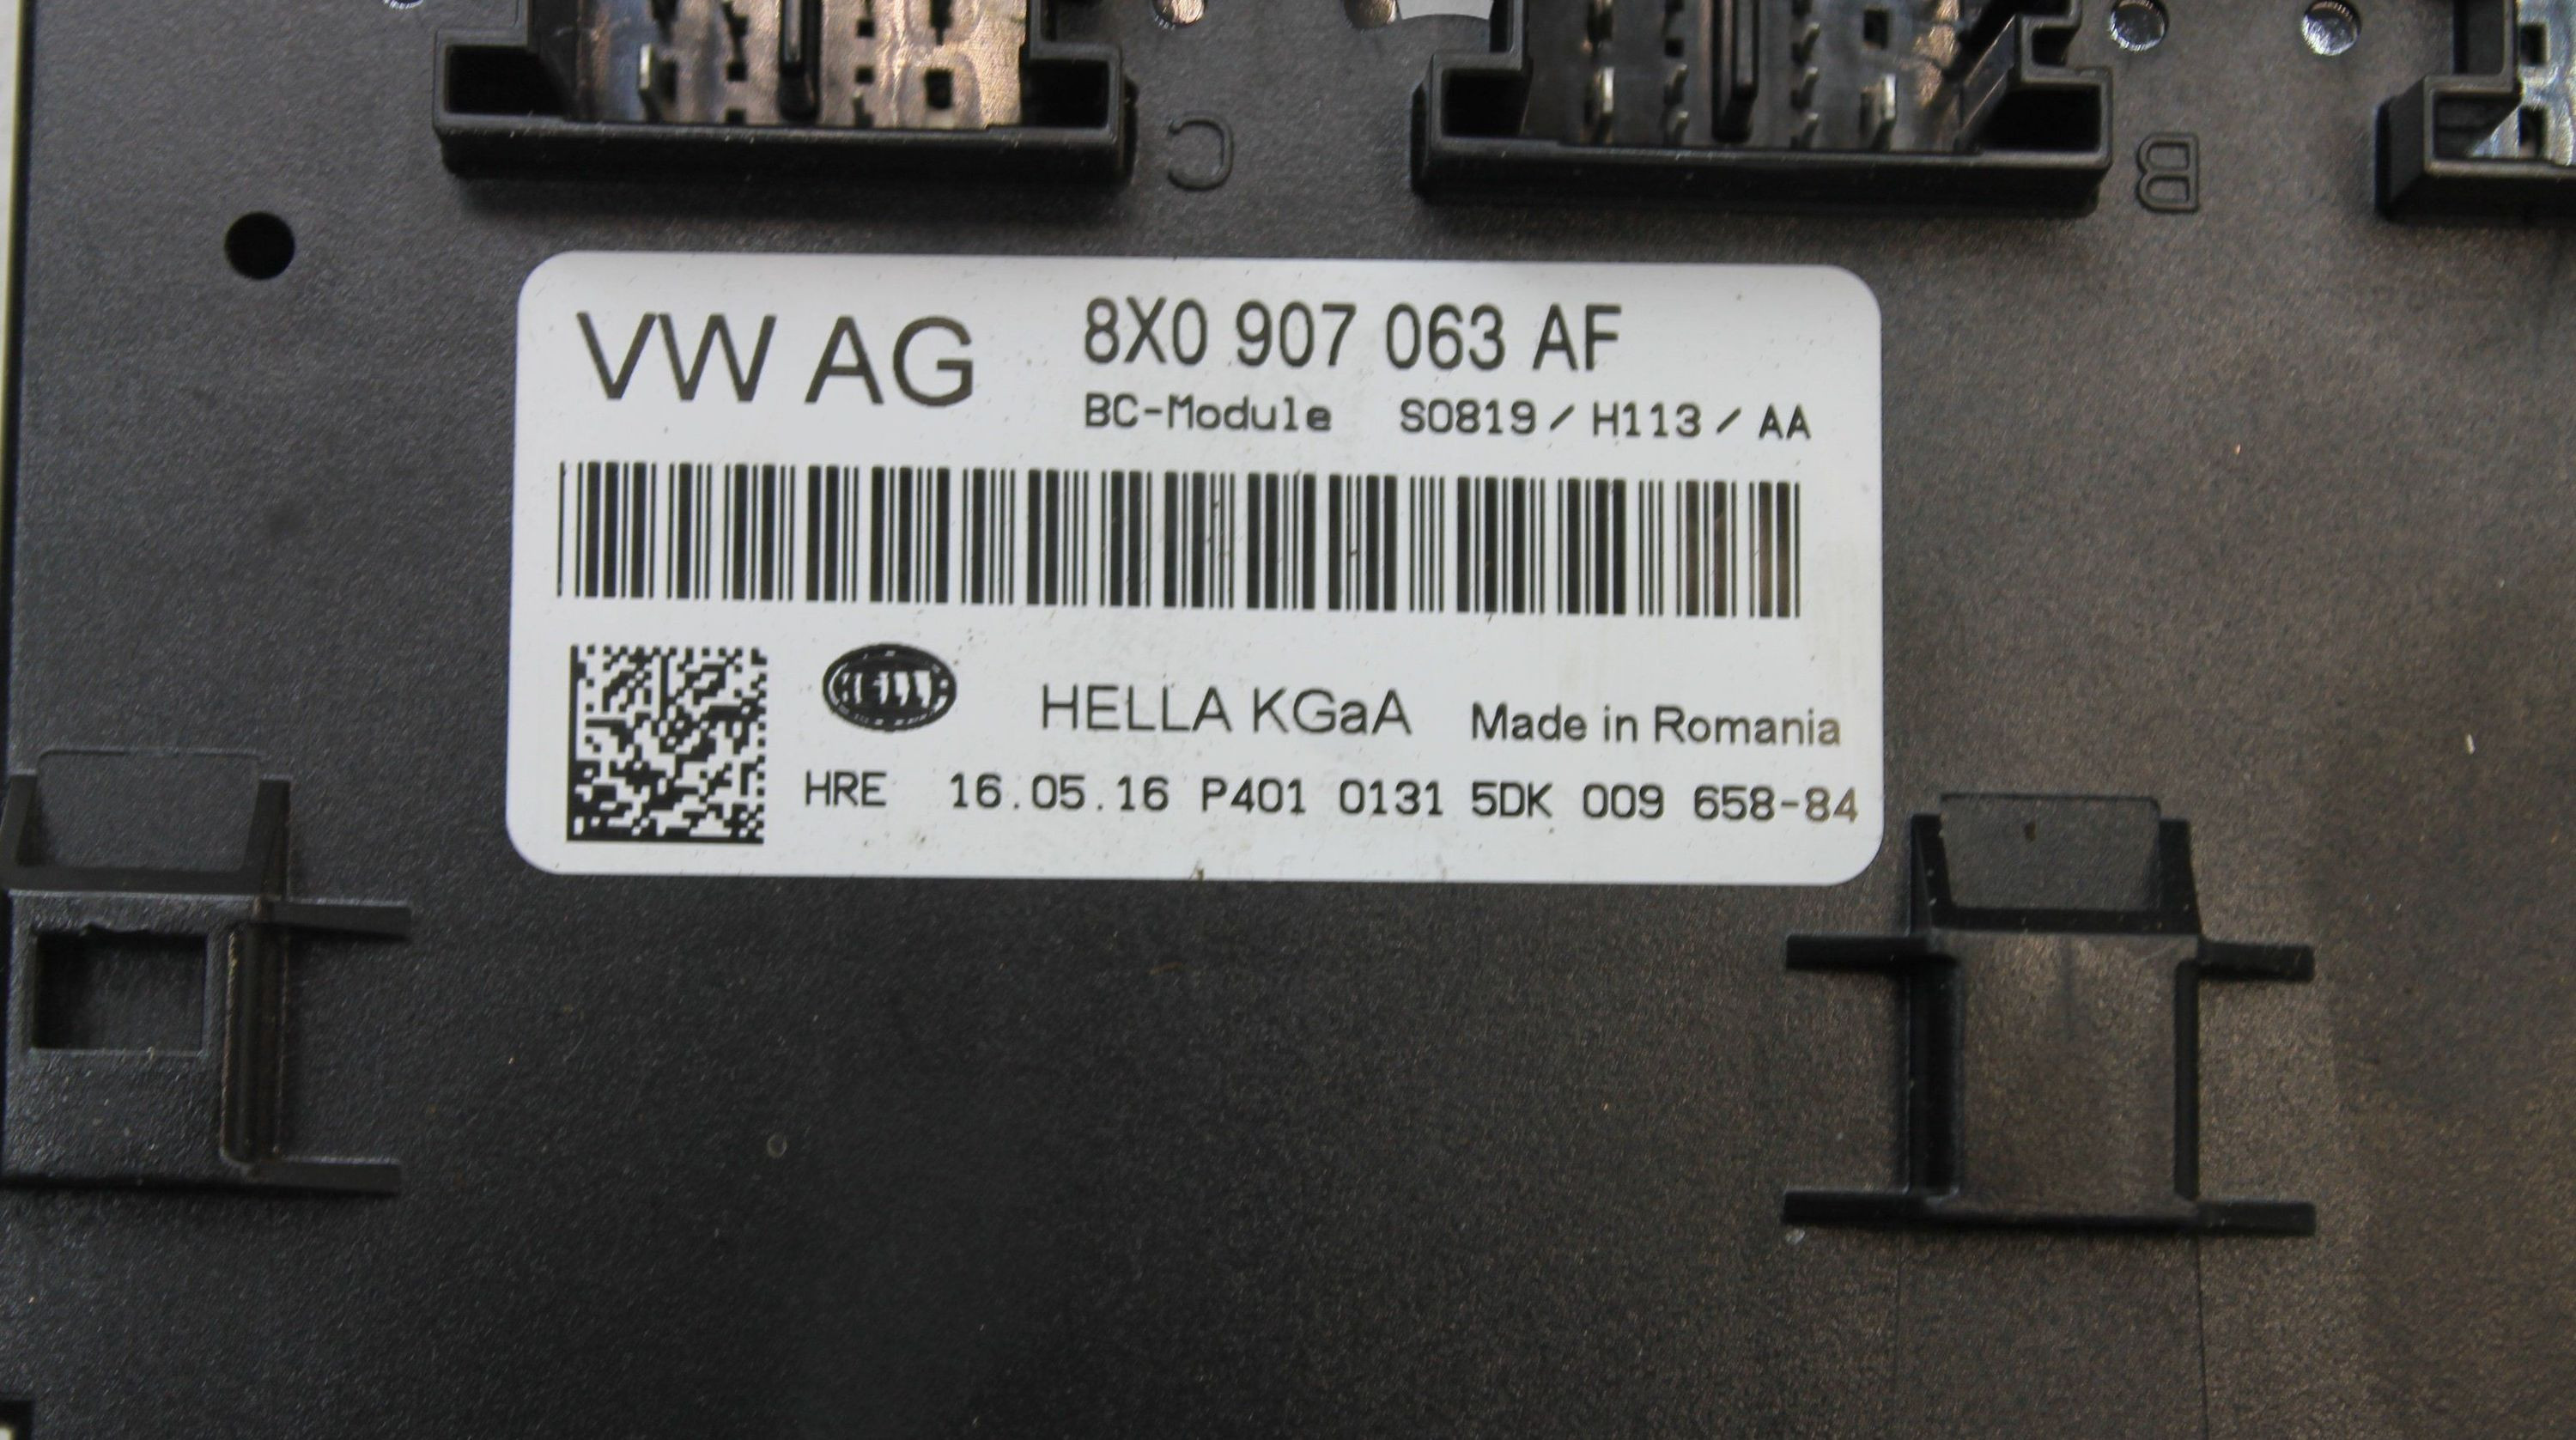 C
B
VW AG 8X0 907 063 AF
BC-Module S0819 / H113 / AA
HELLA HELLA KGaA Made in Romania
HRE 16.05.16 P401 0131 5DK 009 658-84